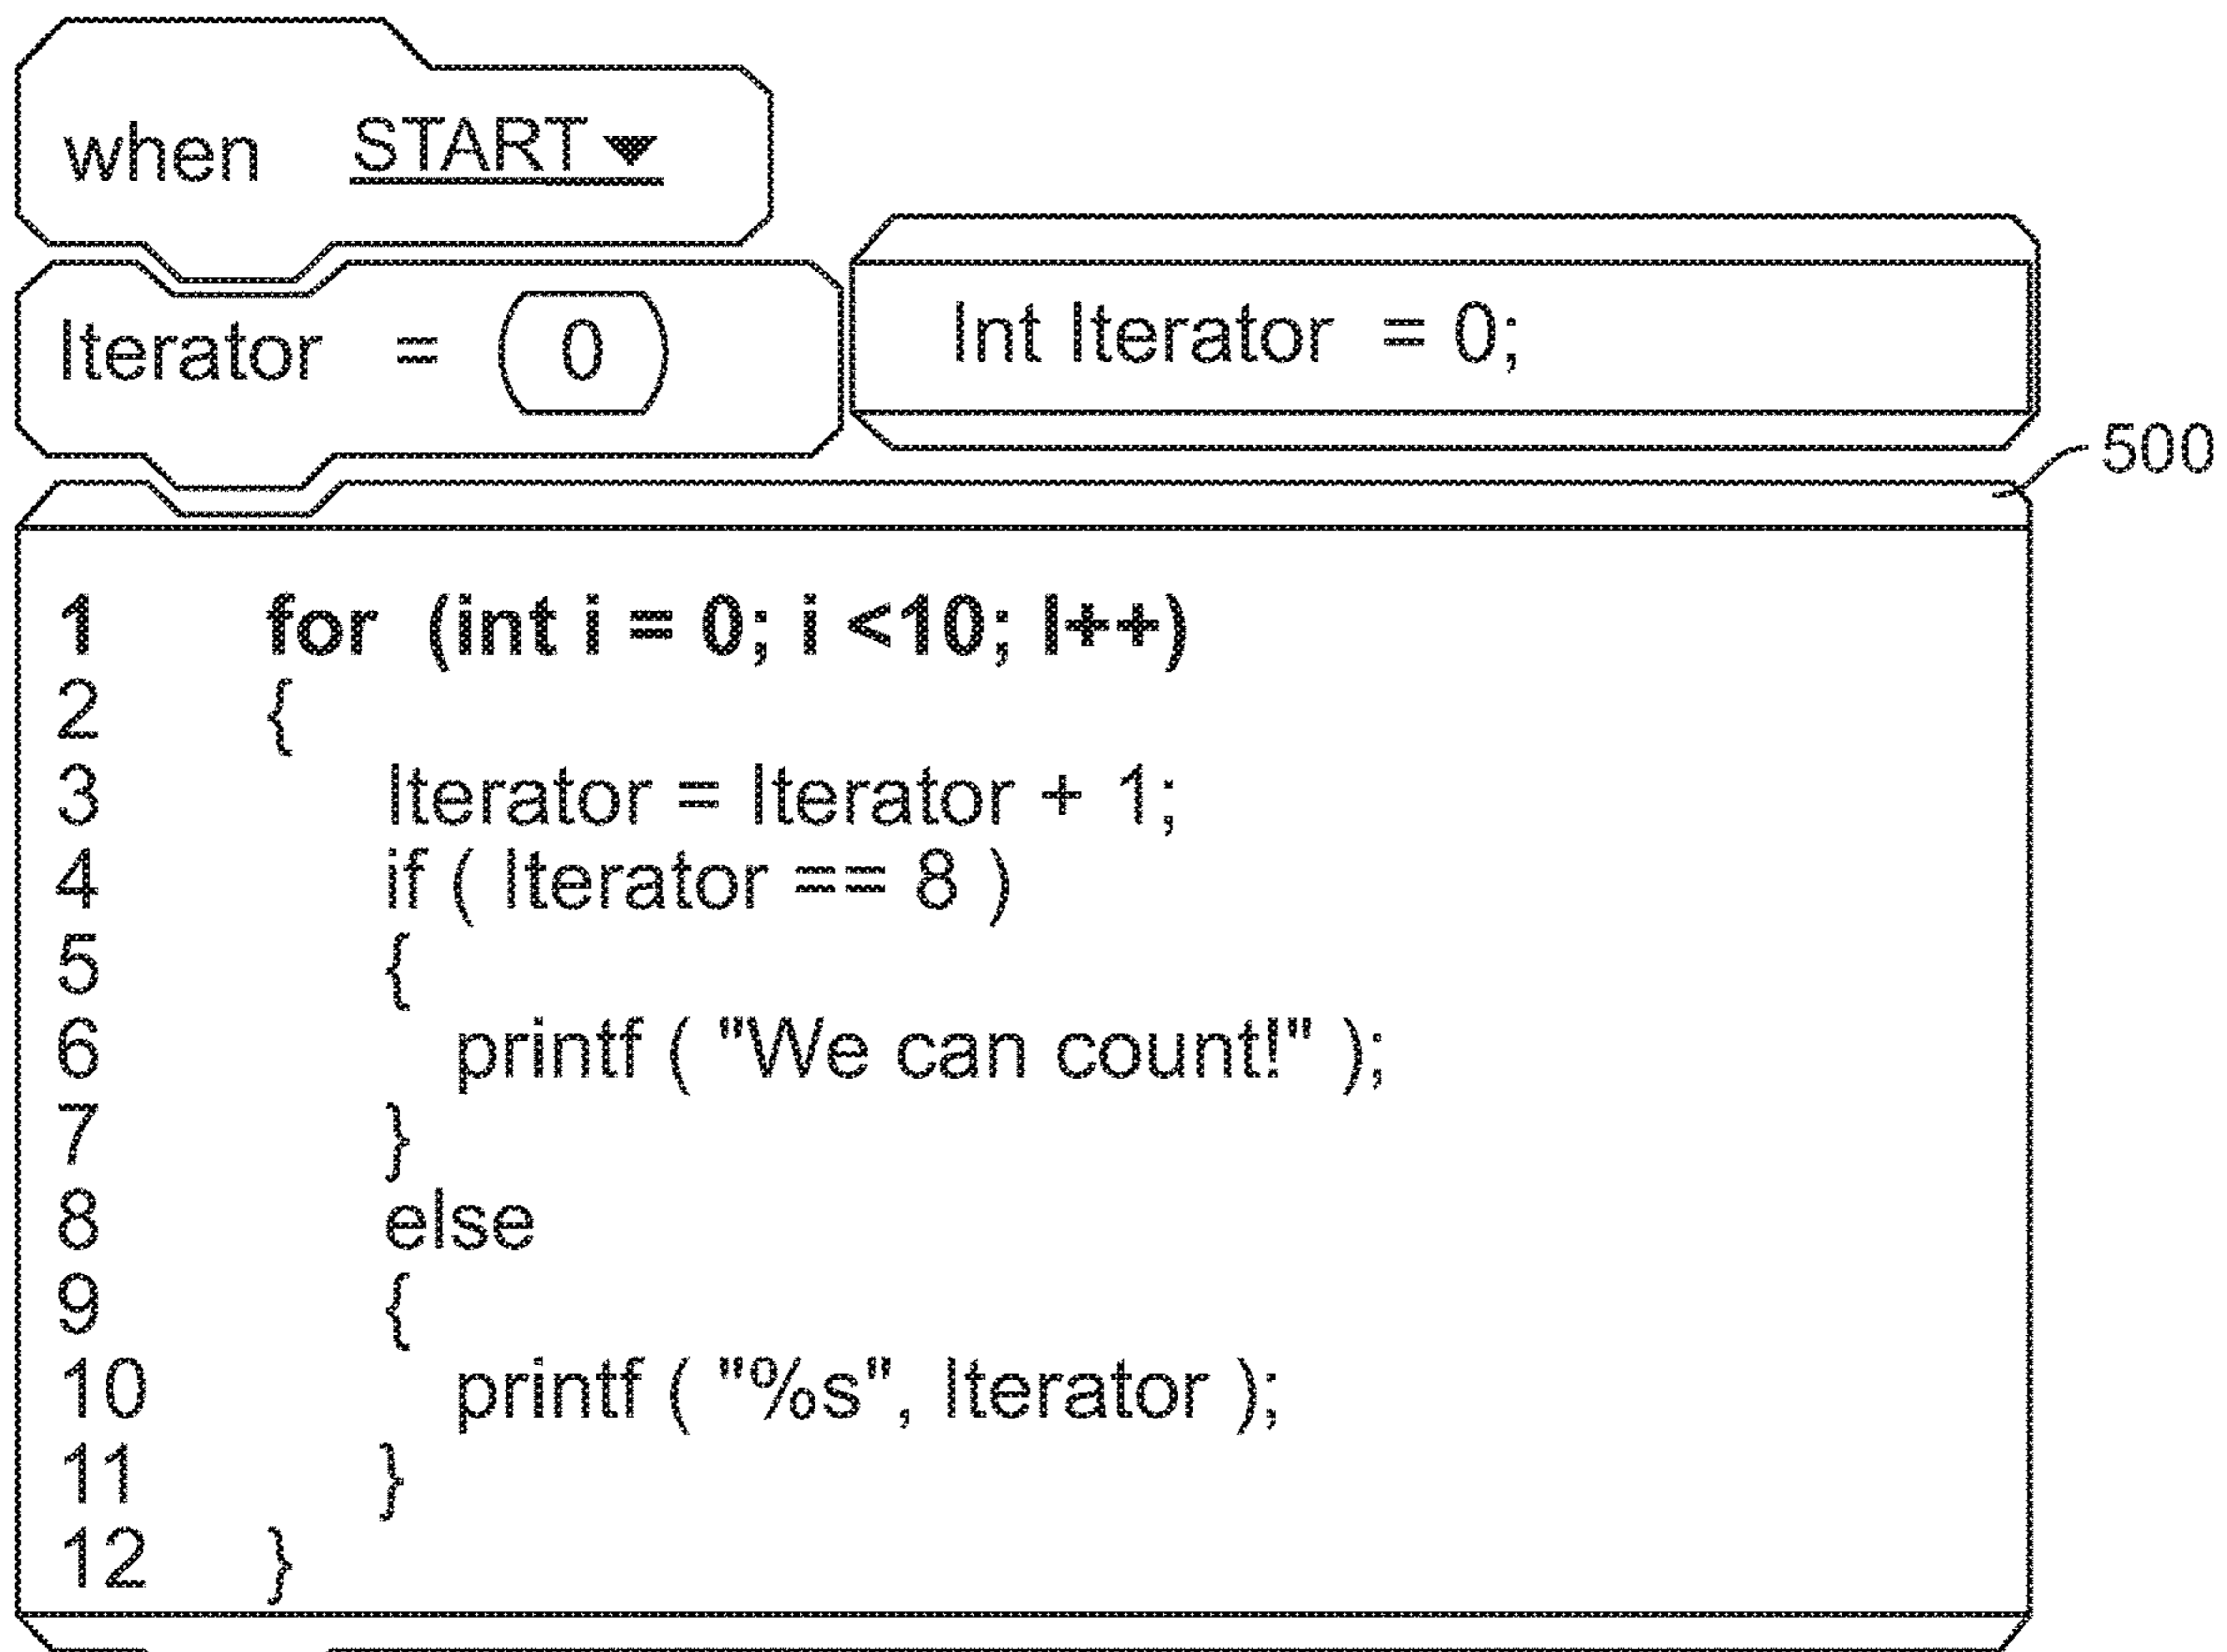 when START
Iterator = 0
Int Iterator = 0;
500
1 for (int i = 0; i <10; I++)
2 {
3 Iterator = Iterator + 1;
4 if ( Iterator == 8 )
5 {
6 printf ( "We can count!" );
7 }
8 else
9 {
10 printf ( "%s", Iterator );
11 }
12 }